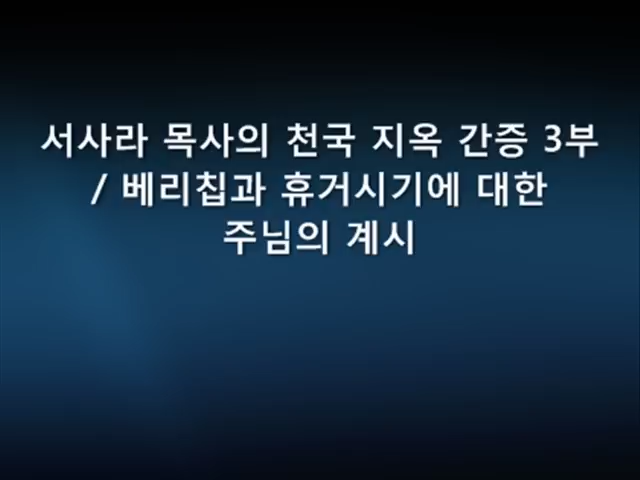 서사라 목사의 천국 지옥 간증 3부
/ 베리칩과 휴거시기에 대한
주님의 계시